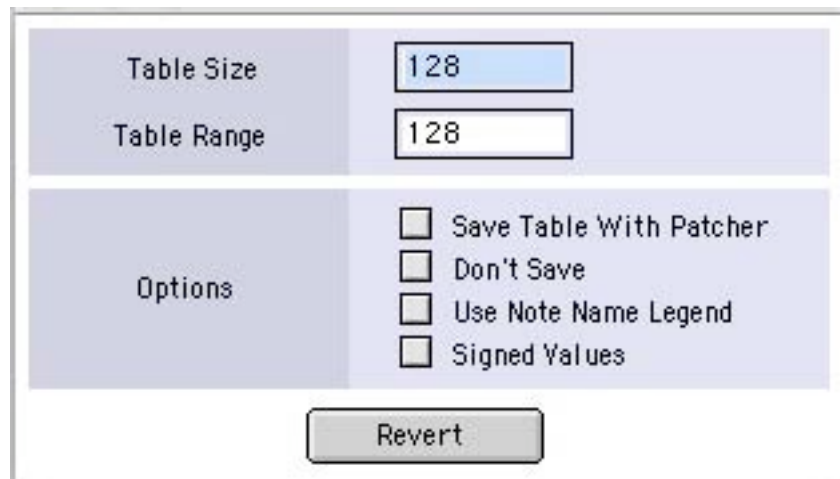 Table Size
128
Table Range
128
Options
Save Table With Patcher
Don't Save
Use Note Name Legend
Signed Values
Revert